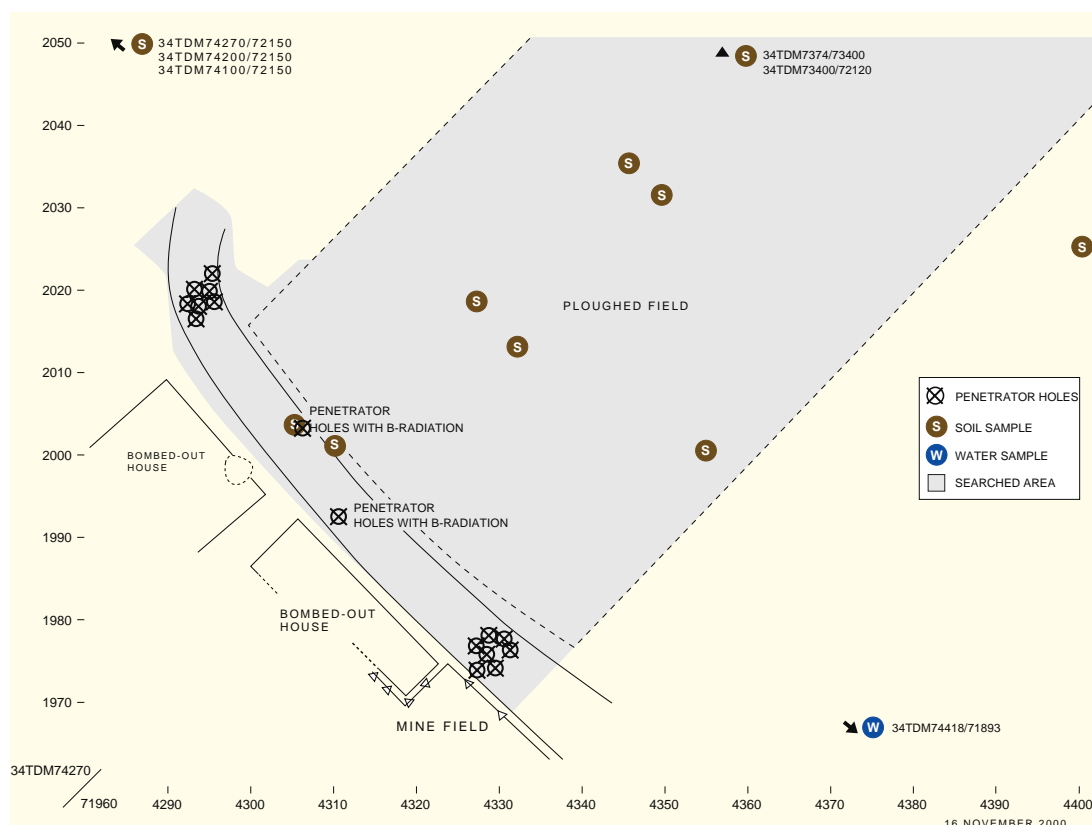 2050
S
34TDM74270/72150
34TDM74200/72150
34TDM74100/72150
S
34TDM7374/73400
34TDM73400/72120
2040
S
S
2030
S
2020
S
PLOUGHED FIELD
S
2010
PENETRATOR HOLES
S
SOIL SAMPLE
W
WATER SAMPLE
SEARCHED AREA
PENETRATOR
S
HOLES WITH B-RADIATION
S
S
2000
BOMBED-OUT
HOUSE
PENETRATOR
HOLES WITH B-RADIATION
1990
1980
BOMBED-OUT
HOUSE
1970
MINE FIELD
W
34TDM74418/71893
34TDM74270
71960
4290
4300
4310
4320
4330
4340
4350
4360
4370
4380
4390
4400
16 NOVEMBER 2000